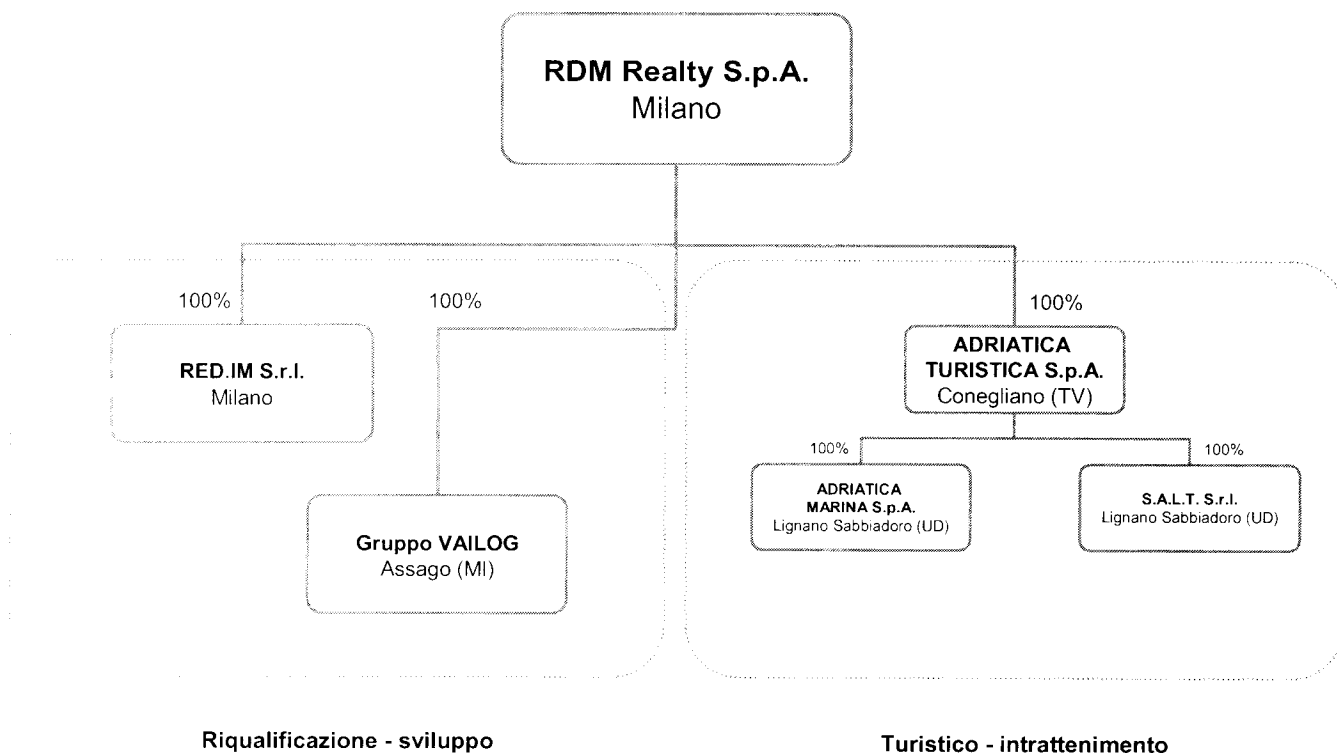 RDM Realty S.p.A.
Milano
100%
100%
100%
RED.IM S.r.l.
Milano
ADRIATICA
TURISTICA S.p.A.
Conegliano (TV)
100%
100%
Gruppo VAILOG
Assago (MI)
ADRIATICA
MARINA S.p.A.
Lignano Sabbiadoro (UD)
S.A.L.T. S.r.l.
Lignano Sabbiadoro (UD)
Riqualificazione - sviluppo
Turistico - intrattenimento